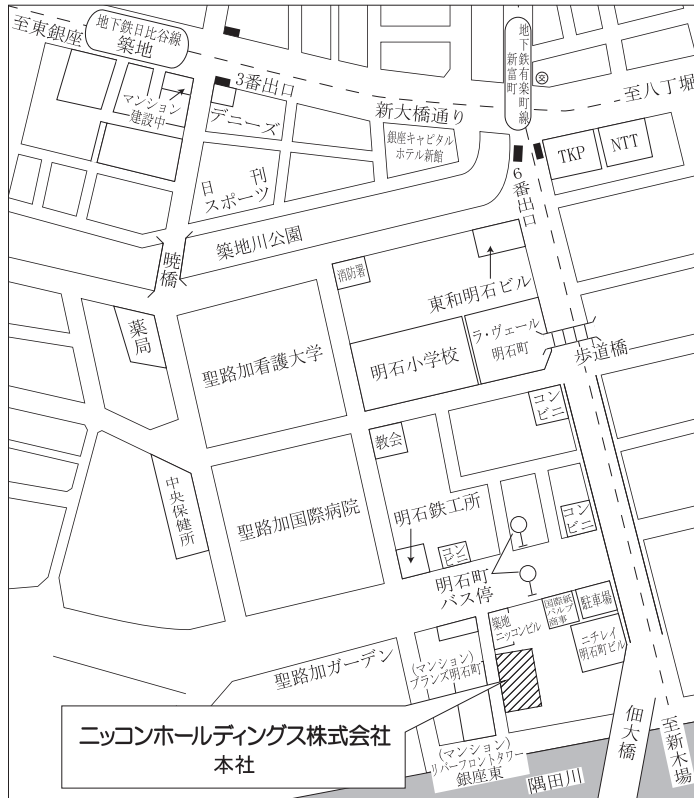 至東銀座
地下鉄日比谷線
築地
3番出口
マンション
建設中
デニーズ
新大橋通り
地下鉄有楽町線
新富町
至八丁堀
銀座キャピタル
ホテル新館
TKP
NTT
6番出口
日刊
スポーツ
築地川公園
暁橋
消防署
東和明石ビル
薬局
聖路加看護大学
明石小学校
ラ・ヴェール
明石町
歩道橋
コン
ビニ
教会
中央保健所
聖路加国際病院
明石鉄工所
コン
ビニ
コン
ビニ
明石町
バス停
築地
ニッコンビル
国際紙
パルプ
商事
駐車場
ニチレイ
明石町ビル
聖路加ガーデン
(マンション)
ブランズ明石町
ニッコンホールディングス株式会社
本社
(マンション)
リバーフロントタワー
銀座東
隅田川
佃大橋
至新木場